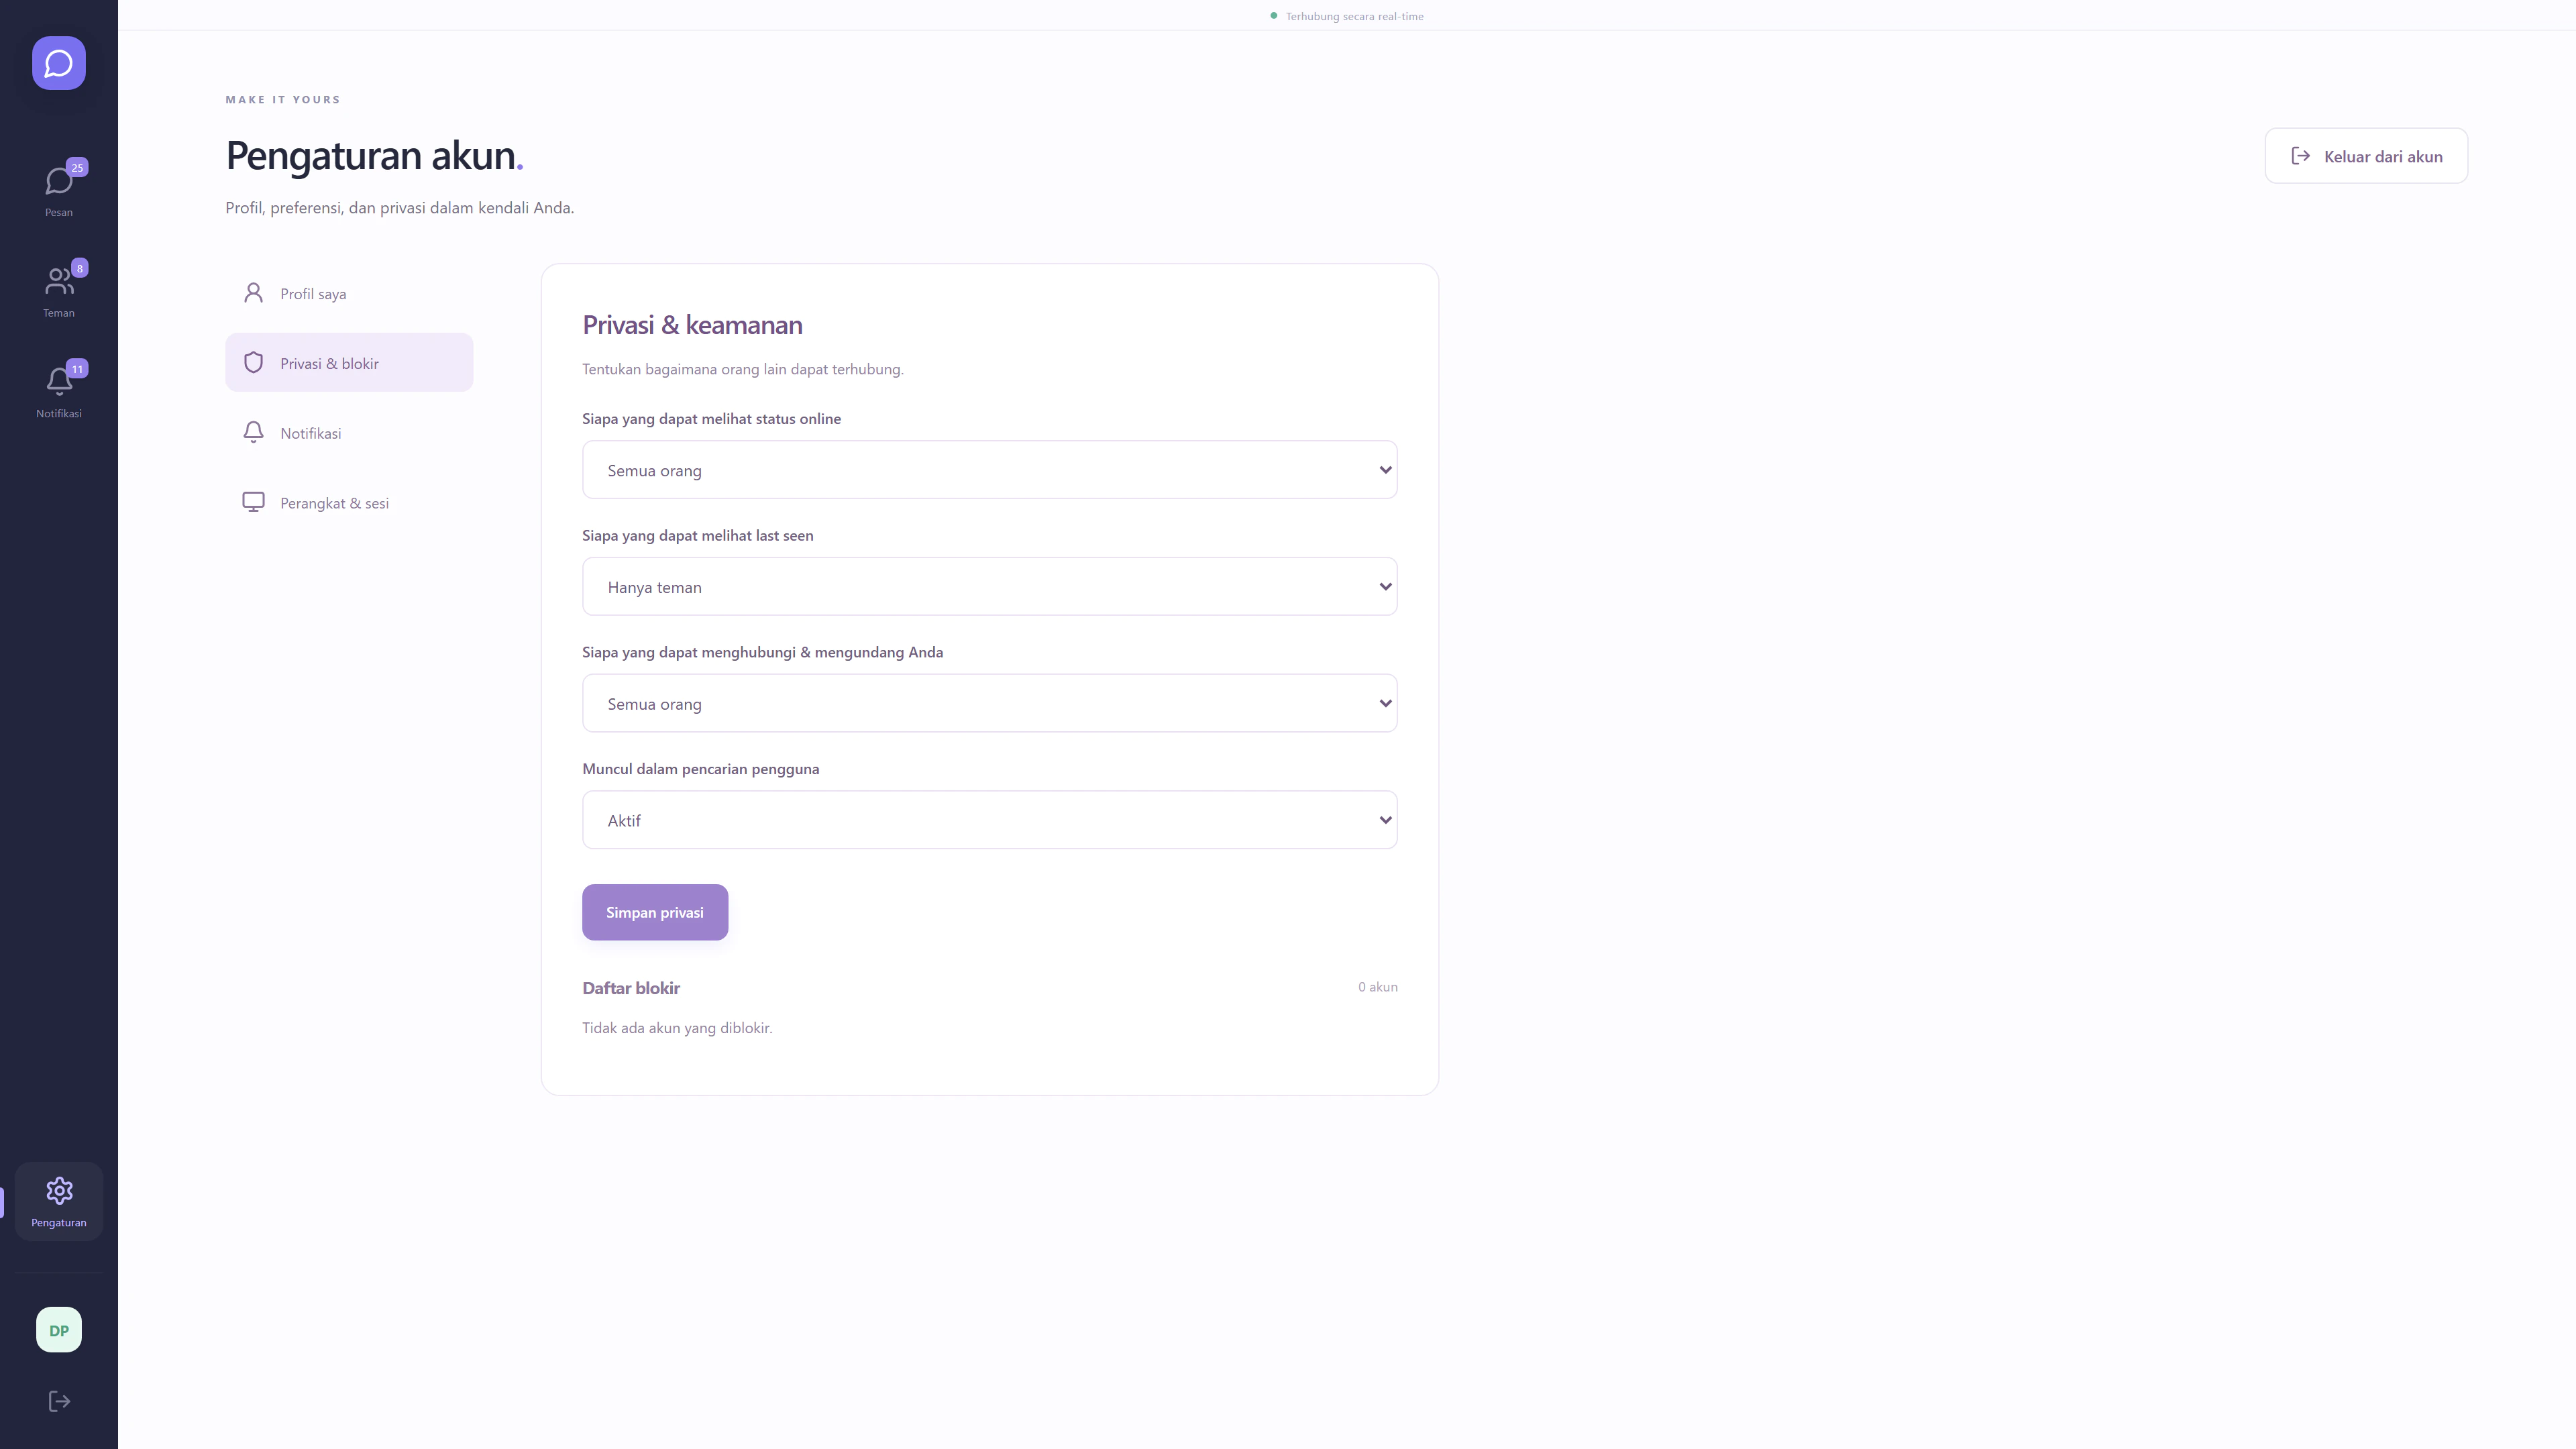 Terhubung secara real-time
25
Pesan
8
Teman
11
Notifikasi
Pengaturan
DP
MAKE IT YOURS
Pengaturan akun.
Profil, preferensi, dan privasi dalam kendali Anda.
Keluar dari akun
Profil saya
Privasi & blokir
Notifikasi
Perangkat & sesi
Privasi & keamanan
Tentukan bagaimana orang lain dapat terhubung.
Siapa yang dapat melihat status online
Semua orang
Siapa yang dapat melihat last seen
Hanya teman
Siapa yang dapat menghubungi & mengundang Anda
Semua orang
Muncul dalam pencarian pengguna
Aktif
Simpan privasi
Daftar blokir
0 akun
Tidak ada akun yang diblokir.